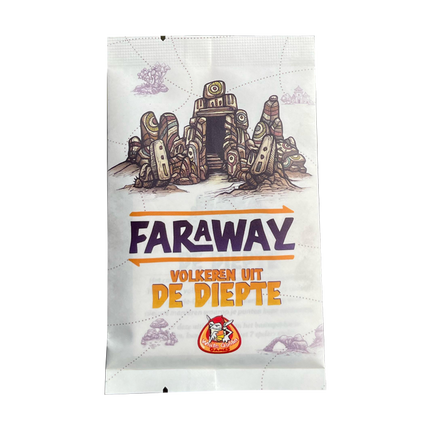 FARAWAY
VOLKEREN UIT
DE DIEPTE